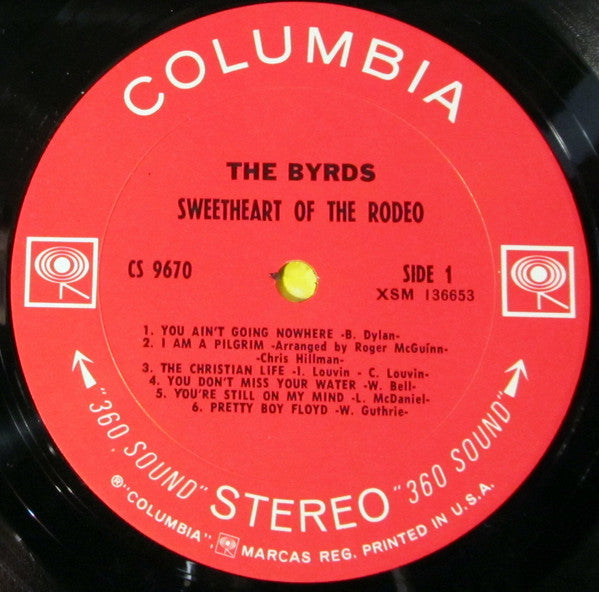 COLUMBIA
THE BYRDS
SWEETHEART OF THE RODEO
CS 9670
SIDE 1
XSM 136653
1. YOU AIN'T GOING NOWHERE -B. Dylan-
2. I AM A PILGRIM -Arranged by Roger McGuinn-
-Chris Hillman-
3. THE CHRISTIAN LIFE -I. Louvin - C. Louvin-
4. YOU DON'T MISS YOUR WATER -W. Bell-
5. YOU'RE STILL ON MY MIND -L. McDaniel-
6. PRETTY BOY FLOYD -W. Guthrie-
"360 SOUND" STEREO "360 SOUND"
Ⓡ"COLUMBIA", MARCAS REG. PRINTED IN U.S.A.